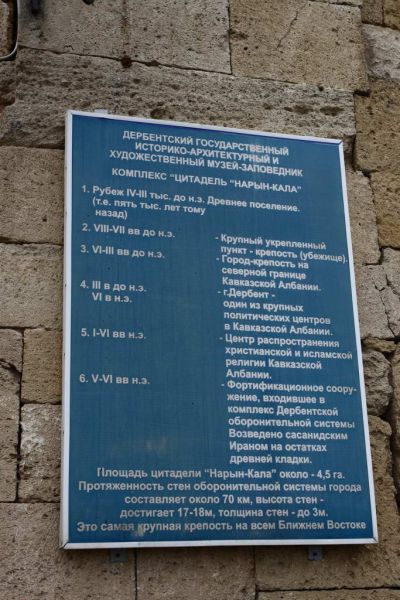 ДЕРБЕНТСКИЙ ГОСУДАРСТВЕННЫЙ
ИСТОРИКО-АРХИТЕКТУРНЫЙ И
ХУДОЖЕСТВЕННЫЙ МУЗЕЙ-ЗАПОВЕДНИК
КОМПЛЕКС "ЦИТАДЕЛЬ "НАРЫН-КАЛА"
1. Рубеж IV-III тыс. до н.э. Древнее поселение.
(т.е. пять тыс. лет тому
назад)
2. VIII-VII вв до н.э. - Крупный укрепленный
пункт - крепость (убежище).
3. VI-III вв до н.э. - Город-крепость на
северной границе
Кавказской Албании.
4. III в до н.э. - г.Дербент -
VI в н.э. один из крупных
политических центров
в Кавказской Албании.
5. I-VI вв н.э. - Центр распространения
христианской и исламской
религии Кавказской
Албании.
6. V-VI вв н.э. - Фортификационное соору-
жение, входившее в
комплекс Дербентской
оборонительной системы
Возведено сасанидским
Ираном на остатках
древней кладки.
Площадь цитадели "Нарын-Кала" около - 4,5 га.
Протяженность стен оборонительной системы города
составляет около 70 км, высота стен -
достигает 17-18м, толщина стен - до 3м.
Это самая крупная крепость на всем Ближнем Востоке